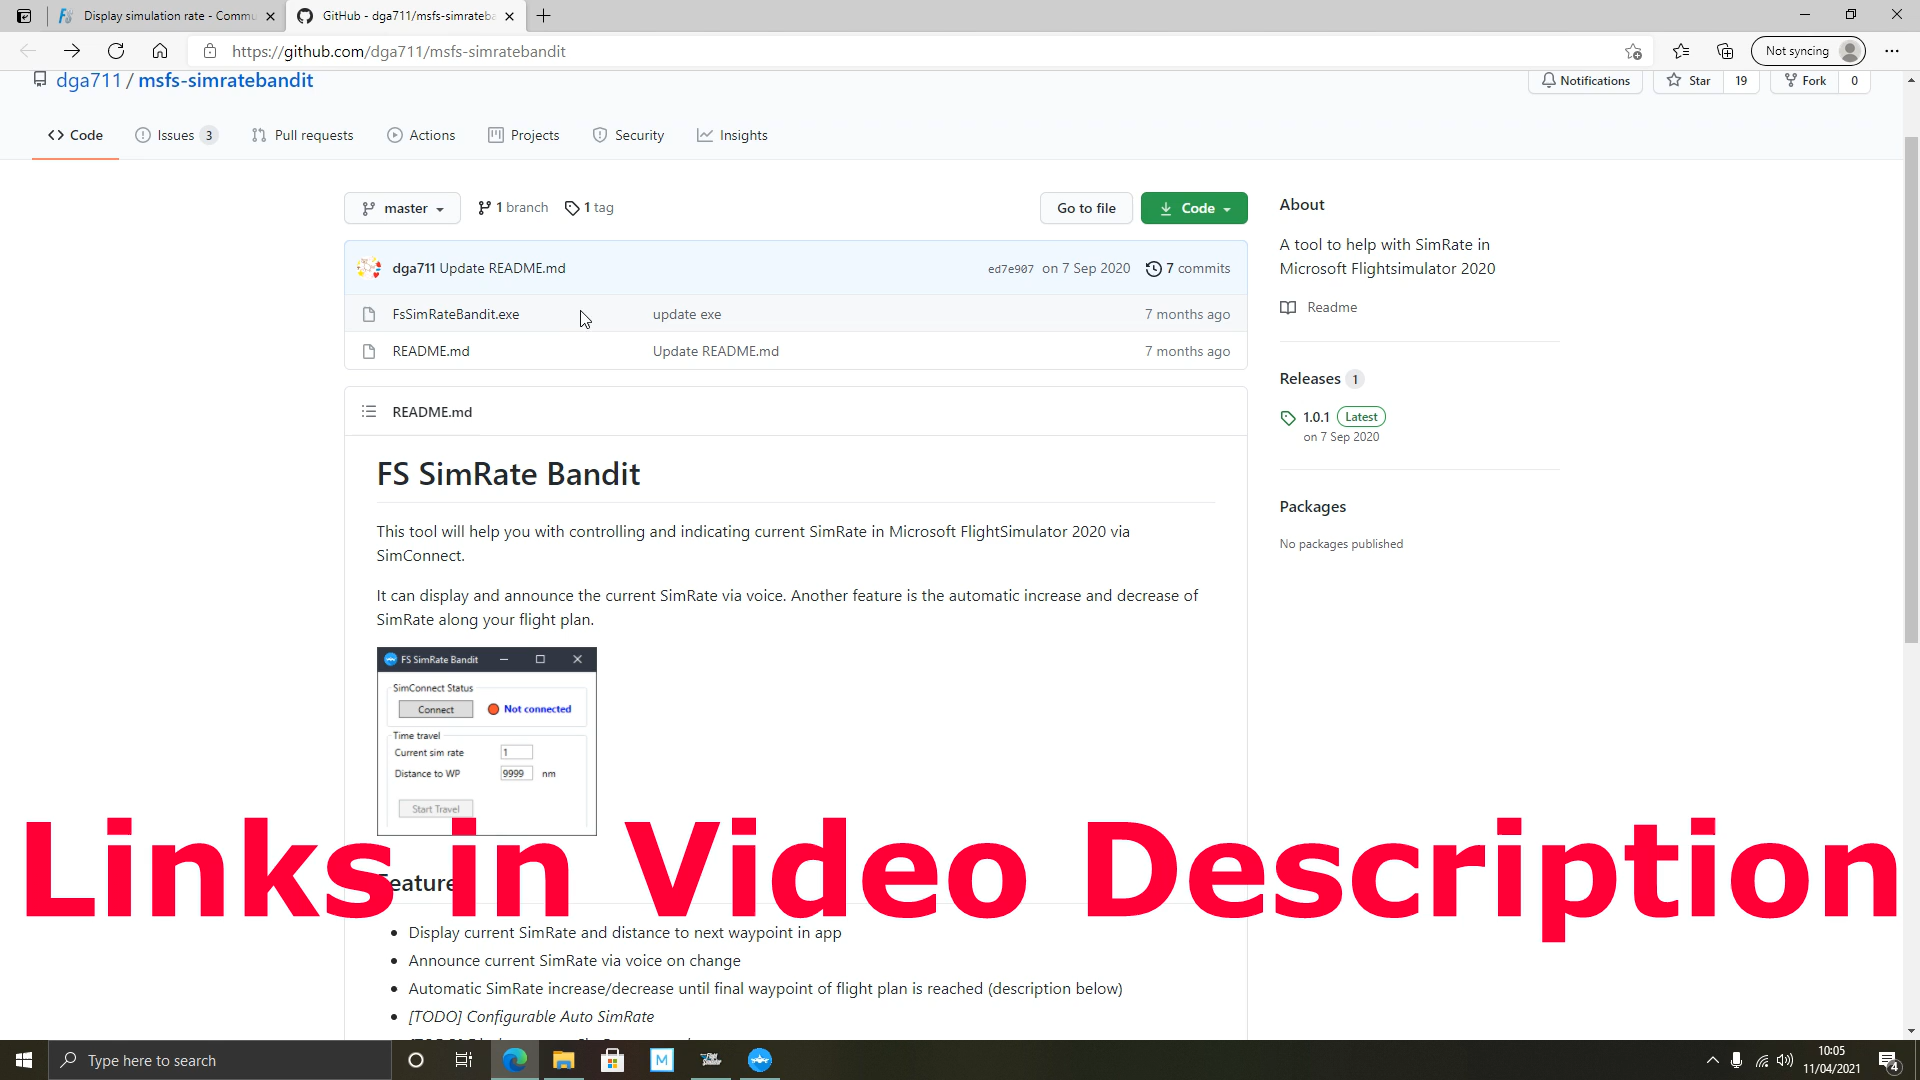 Display simulation rate - Commu
GitHub - dga711/msfs-simrateba
https://github.com/dga711/msfs-simratebandit
Not syncing
dga711 / msfs-simratebandit
Notifications
Star 19
Fork 0
Code
Issues 3
Pull requests
Actions
Projects
Security
Insights
master
1 branch
1 tag
Go to file
Code
About
A tool to help with SimRate in
Microsoft Flightsimulator 2020
Readme
dga711 Update README.md
ed7e907 on 7 Sep 2020
7 commits
FsSimRateBandit.exe
update exe
7 months ago
README.md
Update README.md
7 months ago
Releases 1
1.0.1 Latest
on 7 Sep 2020
Packages
No packages published
README.md
FS SimRate Bandit
This tool will help you with controlling and indicating current SimRate in Microsoft FlightSimulator 2020 via
SimConnect.
It can display and announce the current SimRate via voice. Another feature is the automatic increase and decrease of
SimRate along your flight plan.
FS SimRate Bandit
SimConnect Status
Connect
Not connected
Time travel
Current sim rate 1
Distance to WP 9999 nm
Start Travel
Links in Video Description
Feature
Display current SimRate and distance to next waypoint in app
Announce current SimRate via voice on change
Automatic SimRate increase/decrease until final waypoint of flight plan is reached (description below)
[TODO] Configurable Auto SimRate
Type here to search
M
10:05
11/04/2021
4